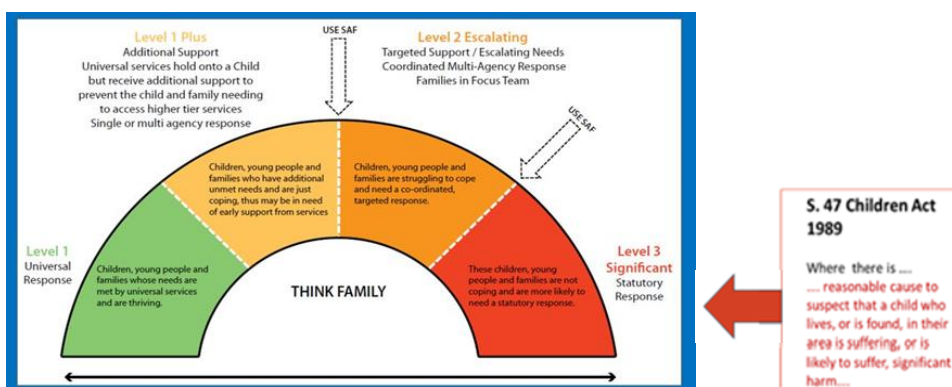 Level 1 Plus
Additional Support
Universal services hold onto a Child
but receive additional support to
prevent the child and family needing
to access higher tier services
Single or multi agency response
USE SAF
Level 2 Escalating
Targeted Support / Escalating Needs
Coordinated Multi-Agency Response
Families in Focus Team
USE SAF
Children, young people and
families who have additional
unmet needs and are just
coping, thus may be in need
of early support from services
Children, young people and
families are struggling to cope
and need a co-ordinated,
targeted response.
Level 1
Universal
Response
Children, young people and
families whose needs are
met by universal services
and are thriving.
THINK FAMILY
These children, young
people and families are not
coping and are more likely to
need a statutory response.
Level 3
Significant
Statutory
Response
S. 47 Children Act
1989
Where there is ....
.... reasonable cause to
suspect that a child who
lives, or is found, in their
area is suffering, or is
likely to suffer, significant
harm....